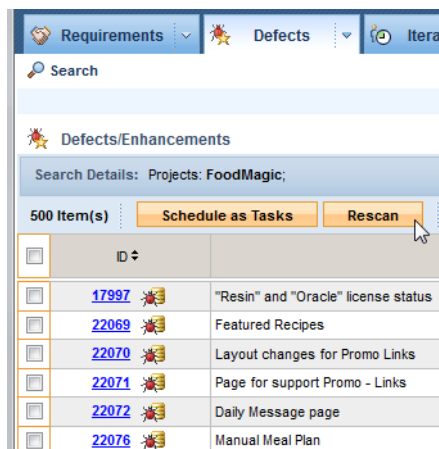 Requirements Defects Itera
Search
Defects/Enhancements
Search Details: Projects: FoodMagic;
500 Item(s) Schedule as Tasks Rescan
ID
17997 "Resin" and "Oracle" license status
22069 Featured Recipes
22070 Layout changes for Promo Links
22071 Page for support Promo - Links
22072 Daily Message page
22076 Manual Meal Plan